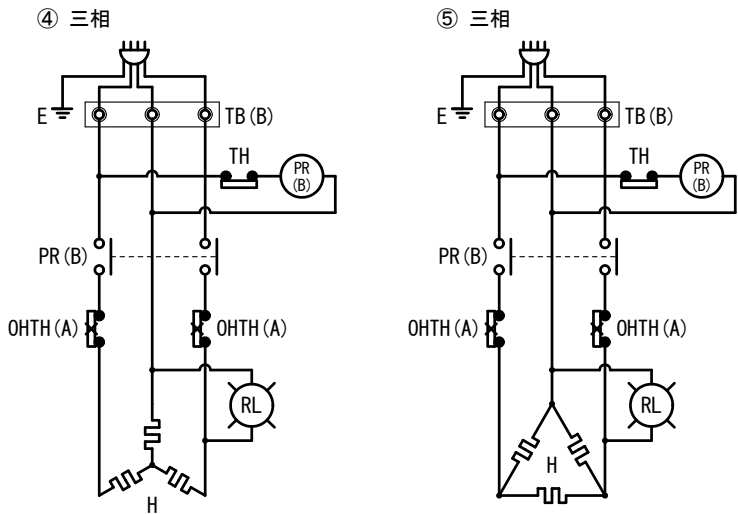 ④ 三相
E
TB(B)
TH
PR
(B)
PR(B)
OHTH(A)
OHTH(A)
RL
H
⑤ 三相
E
TB(B)
TH
PR
(B)
PR(B)
OHTH(A)
OHTH(A)
RL
H